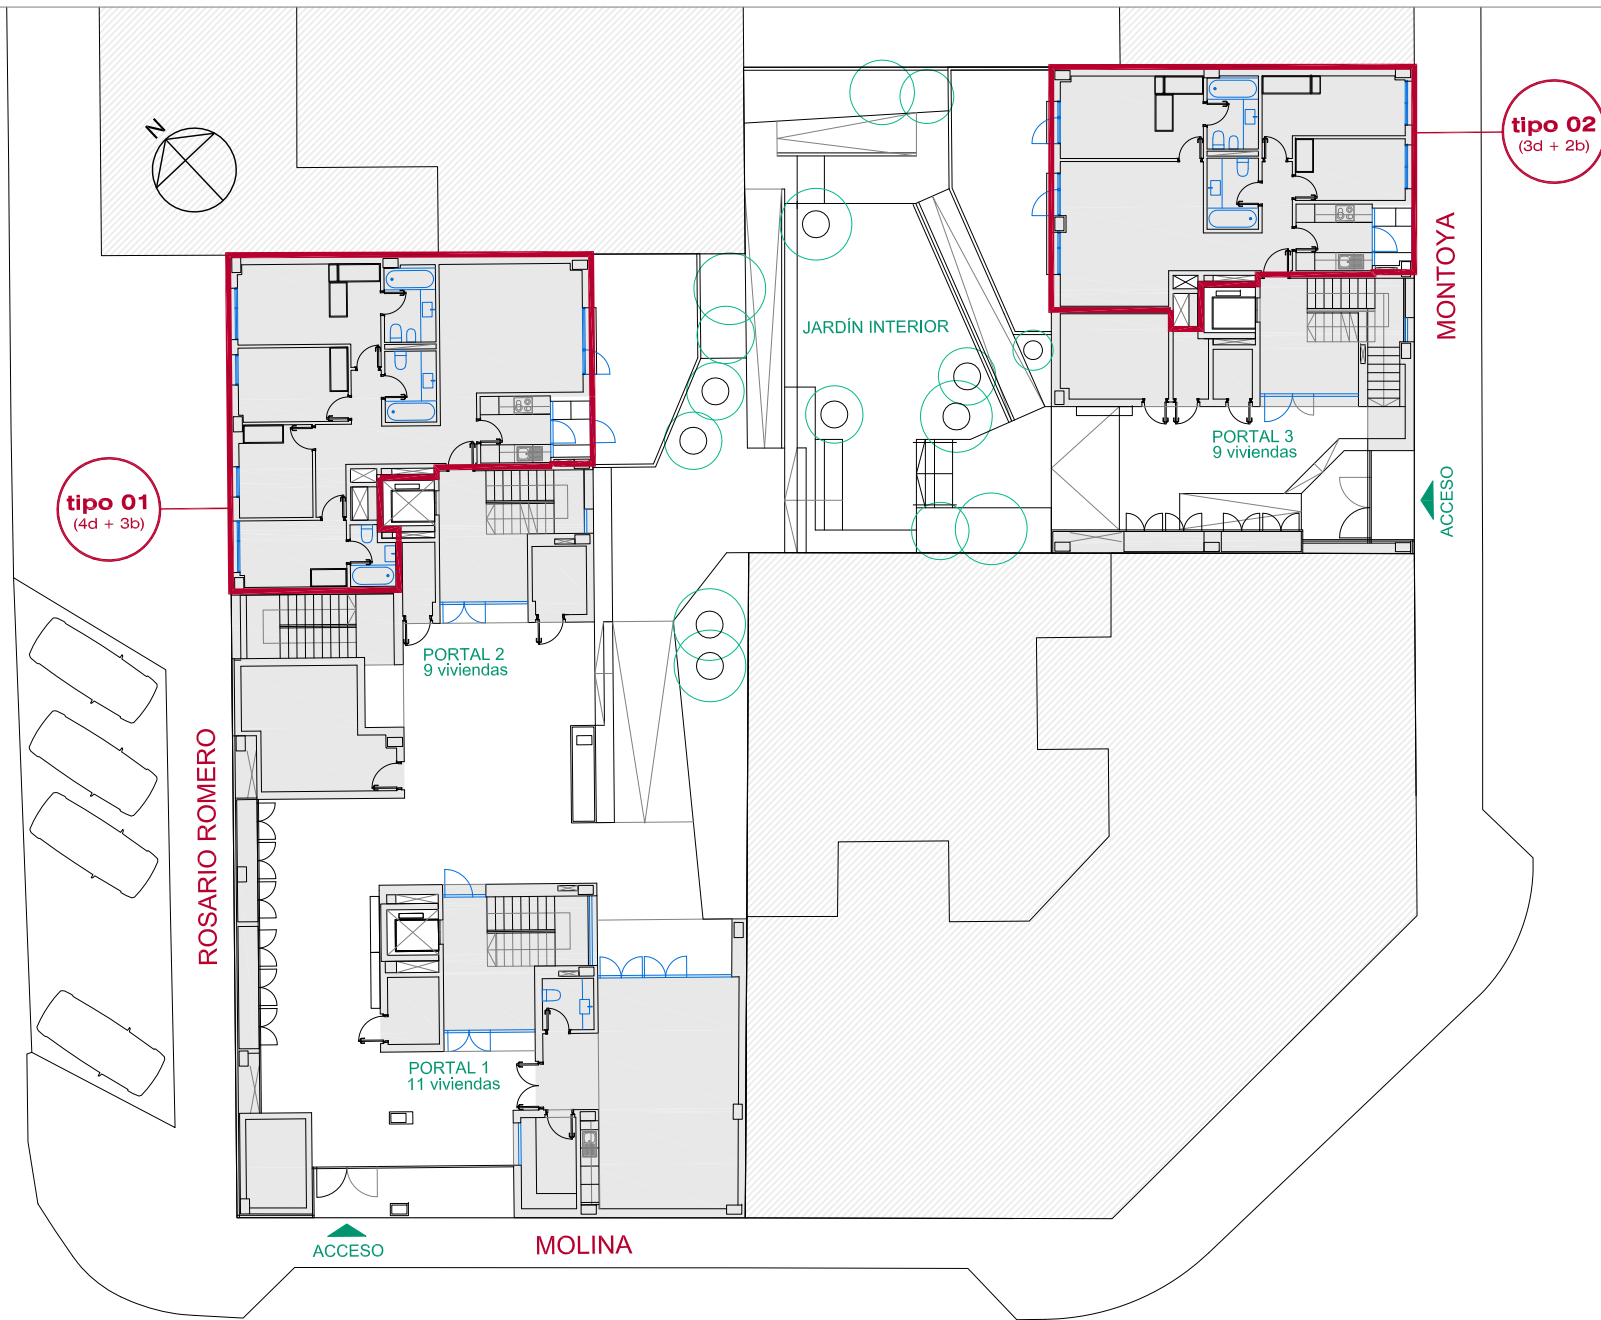 N
tipo 02
(3d + 2b)
MONTOYA
JARDÍN INTERIOR
PORTAL 3
9 viviendas
ACCESO
tipo 01
(4d + 3b)
PORTAL 2
9 viviendas
ROSARIO ROMERO
PORTAL 1
11 viviendas
ACCESO
MOLINA